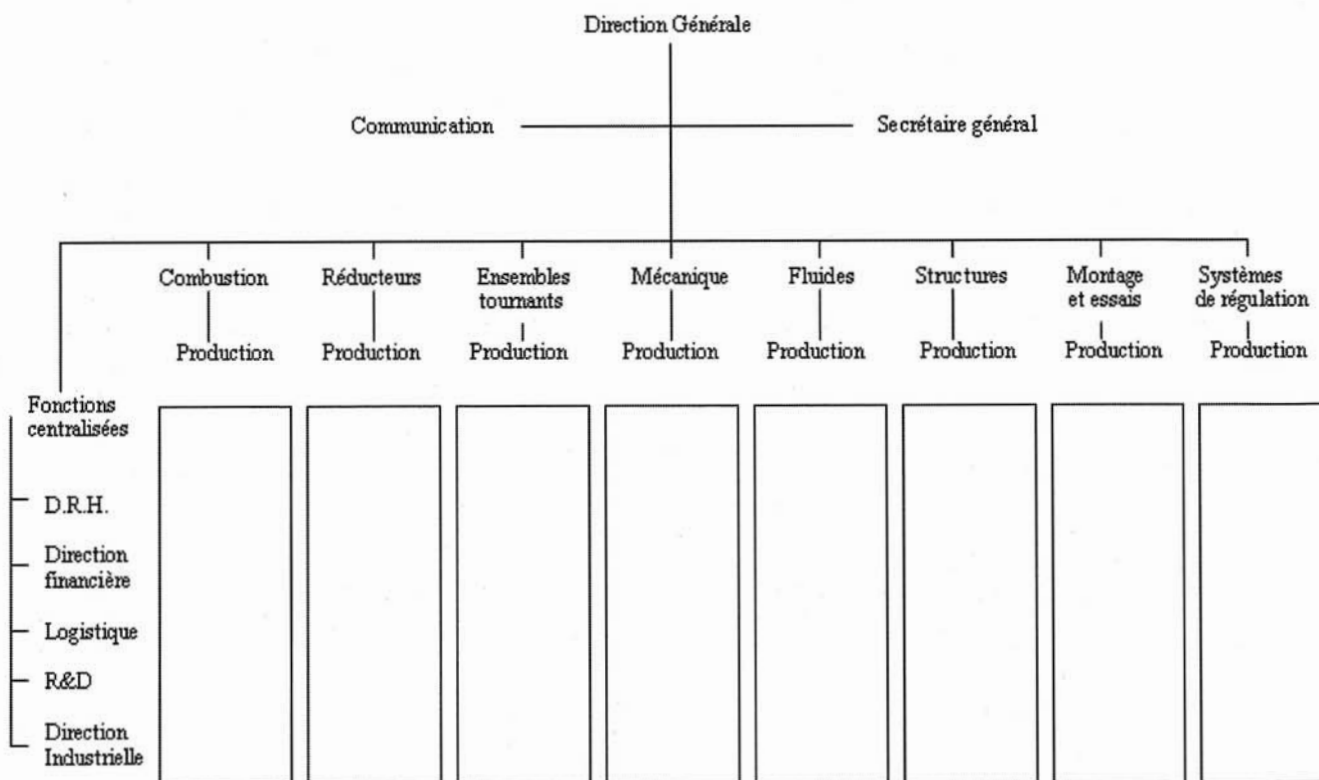 Direction Générale
Communication
Secrétaire général
Combustion
Réducteurs
Ensembles
tournants
Mécanique
Fluides
Structures
Montage
et essais
Systèmes
de régulation
Production
Production
Production
Production
Production
Production
Production
Production
Fonctions
centralisées
D.R.H.
Direction
financière
Logistique
R&D
Direction
Industrielle